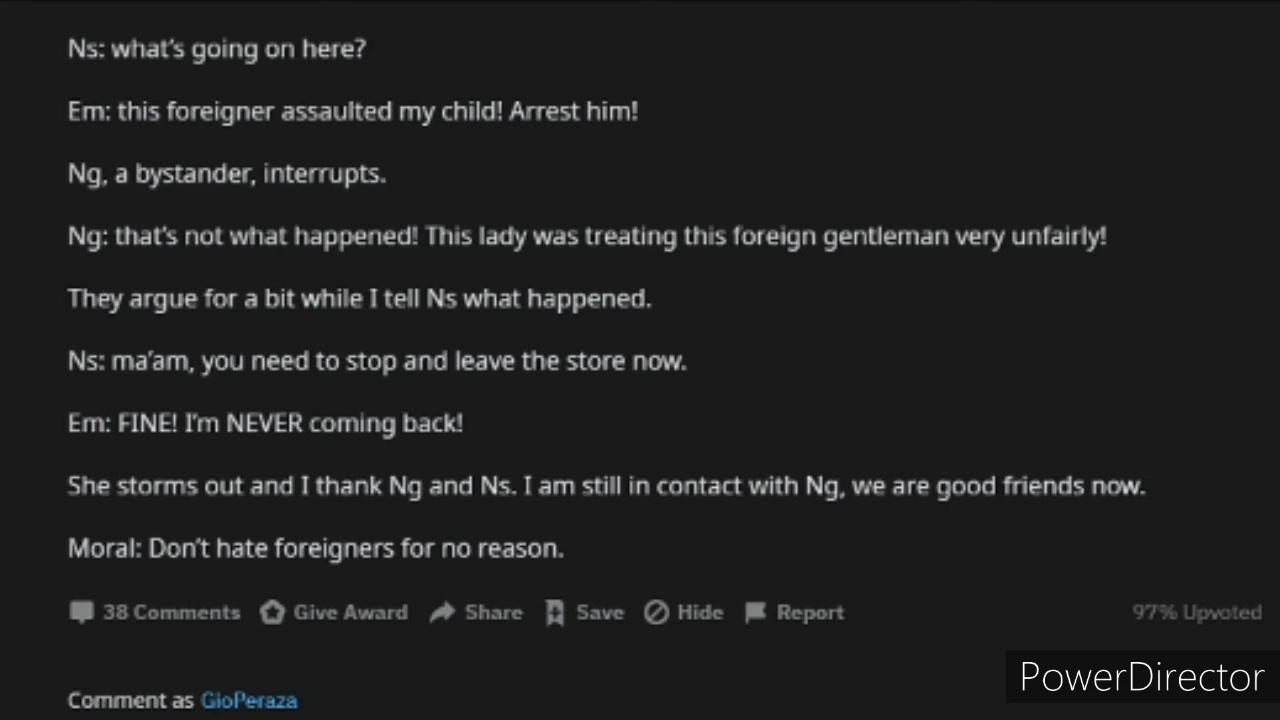 Ns: what's going on here?
Em: this foreigner assaulted my child! Arrest him!
Ng, a bystander, interrupts.
Ng: that's not what happened! This lady was treating this foreign gentleman very unfairly!
They argue for a bit while I tell Ns what happened.
Ns: ma'am, you need to stop and leave the store now.
Em: FINE! I'm NEVER coming back!
She storms out and I thank Ng and Ns. I am still in contact with Ng, we are good friends now.
Moral: Don't hate foreigners for no reason.
38 Comments Give Award Share Save Hide Report 97% Upvoted
PowerDirector
Comment as GioPeraza